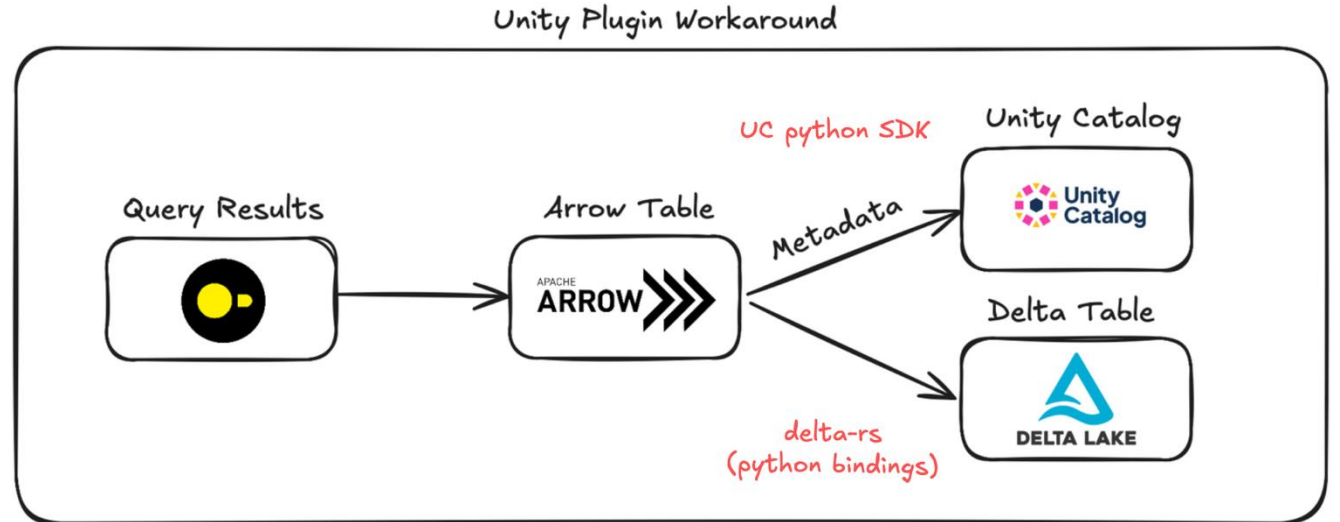 Unity Plugin Workaround
UC python SDK
Unity Catalog
Unity
Catalog
Query Results
Arrow Table
Metadata
APACHE
ARROW
Delta Table
DELTA LAKE
delta-rs
(python bindings)